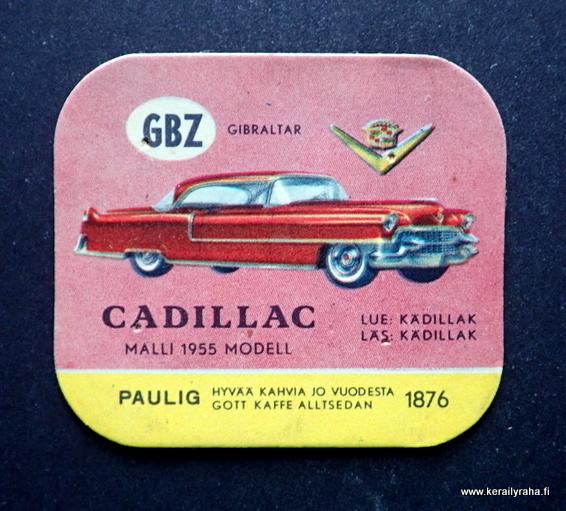 GBZ GIBRALTAR
CADILLAC
MALLI 1955 MODELL
LUE: KÄDILLAK
LÄS: KÄDILLAK
PAULIG
HYVÄÄ KAHVIA JO VUODESTA
GOTT KAFFE ALLTSEDAN
1876
www.kerailyraha.fi